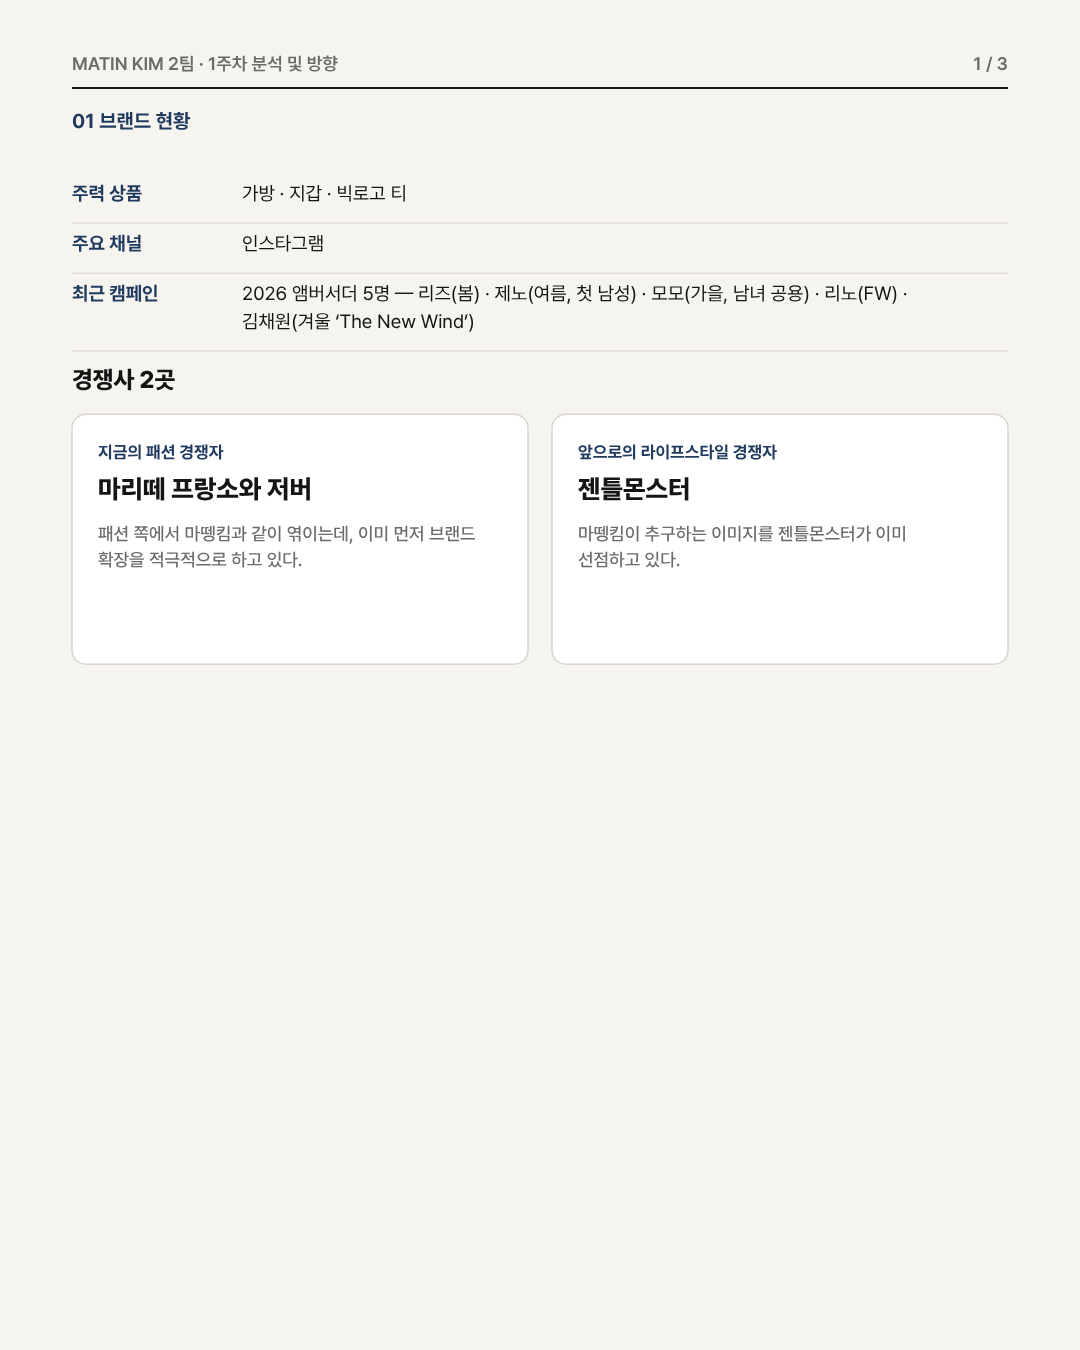 MATIN KIM 2팀 · 1주차 분석 및 방향
1 / 3
01 브랜드 현황
주력 상품
가방 · 지갑 · 빅로고 티
주요 채널
인스타그램
최근 캠페인
2026 앰버서더 5명 — 리즈(봄) · 제노(여름, 첫 남성) · 모모(가을, 남녀 공용) · 리노(FW) ·
김채원(겨울 ‘The New Wind’)
경쟁사 2곳
지금의 패션 경쟁자
마리떼 프랑소와 저버
패션 쪽에서 마뗑킴과 같이 엮이는데, 이미 먼저 브랜드
확장을 적극적으로 하고 있다.
앞으로의 라이프스타일 경쟁자
젠틀몬스터
마뗑킴이 추구하는 이미지를 젠틀몬스터가 이미
선점하고 있다.